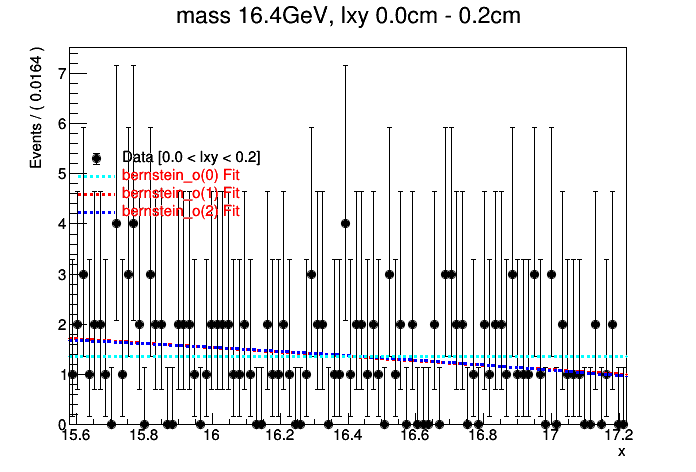 mass 16.4GeV, lxy 0.0cm - 0.2cm
Events / ( 0.0164 )
7
6
5
4
3
2
1
0
Data [0.0 < lxy < 0.2]
bernstein_o(0) Fit
bernstein_o(1) Fit
bernstein_o(2) Fit
15.6 15.8 16 16.2 16.4 16.6 16.8 17 17.2
x